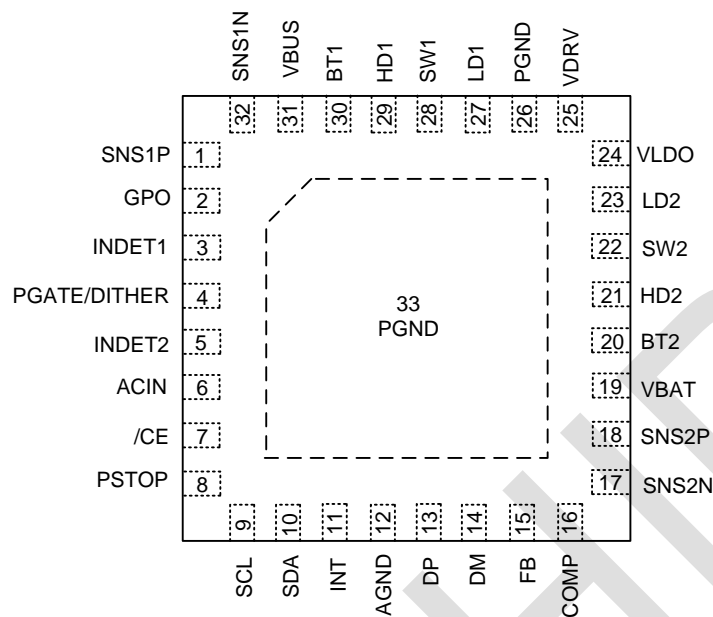 SNS1N
VBUS
BT1
HD1
SW1
LD1
PGND
VDRV
32
31
30
29
28
27
26
25
SNS1P 1
GPO 2
INDET1 3
PGATE/DITHER 4
INDET2 5
ACIN 6
/CE 7
PSTOP 8
33
PGND
24 VLDO
23 LD2
22 SW2
21 HD2
20 BT2
19 VBAT
18 SNS2P
17 SNS2N
9
10
11
12
13
14
15
16
SCL
SDA
INT
AGND
DP
DM
FB
COMP